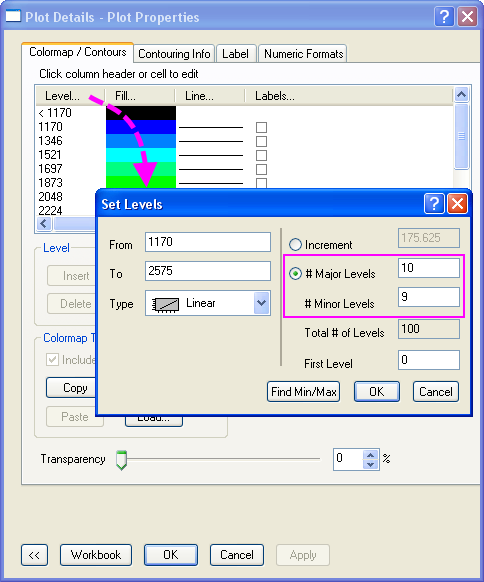 Plot Details - Plot Properties
Colormap / Contours Contouring Info Label Numeric Formats
Click column header or cell to edit
Level... Fill... Line... Labels...
< 1170
1170
1346
1521
1697
1873
2048
2224
Set Levels
From 1170
To 2575
Type Linear
Increment 175.625
# Major Levels 10
# Minor Levels 9
Total # of Levels 100
First Level 0
Find Min/Max OK Cancel
Level
Insert
Delete
Colormap T
Include
Copy
Paste Load...
Transparency 0 %
<< Workbook OK Cancel Apply